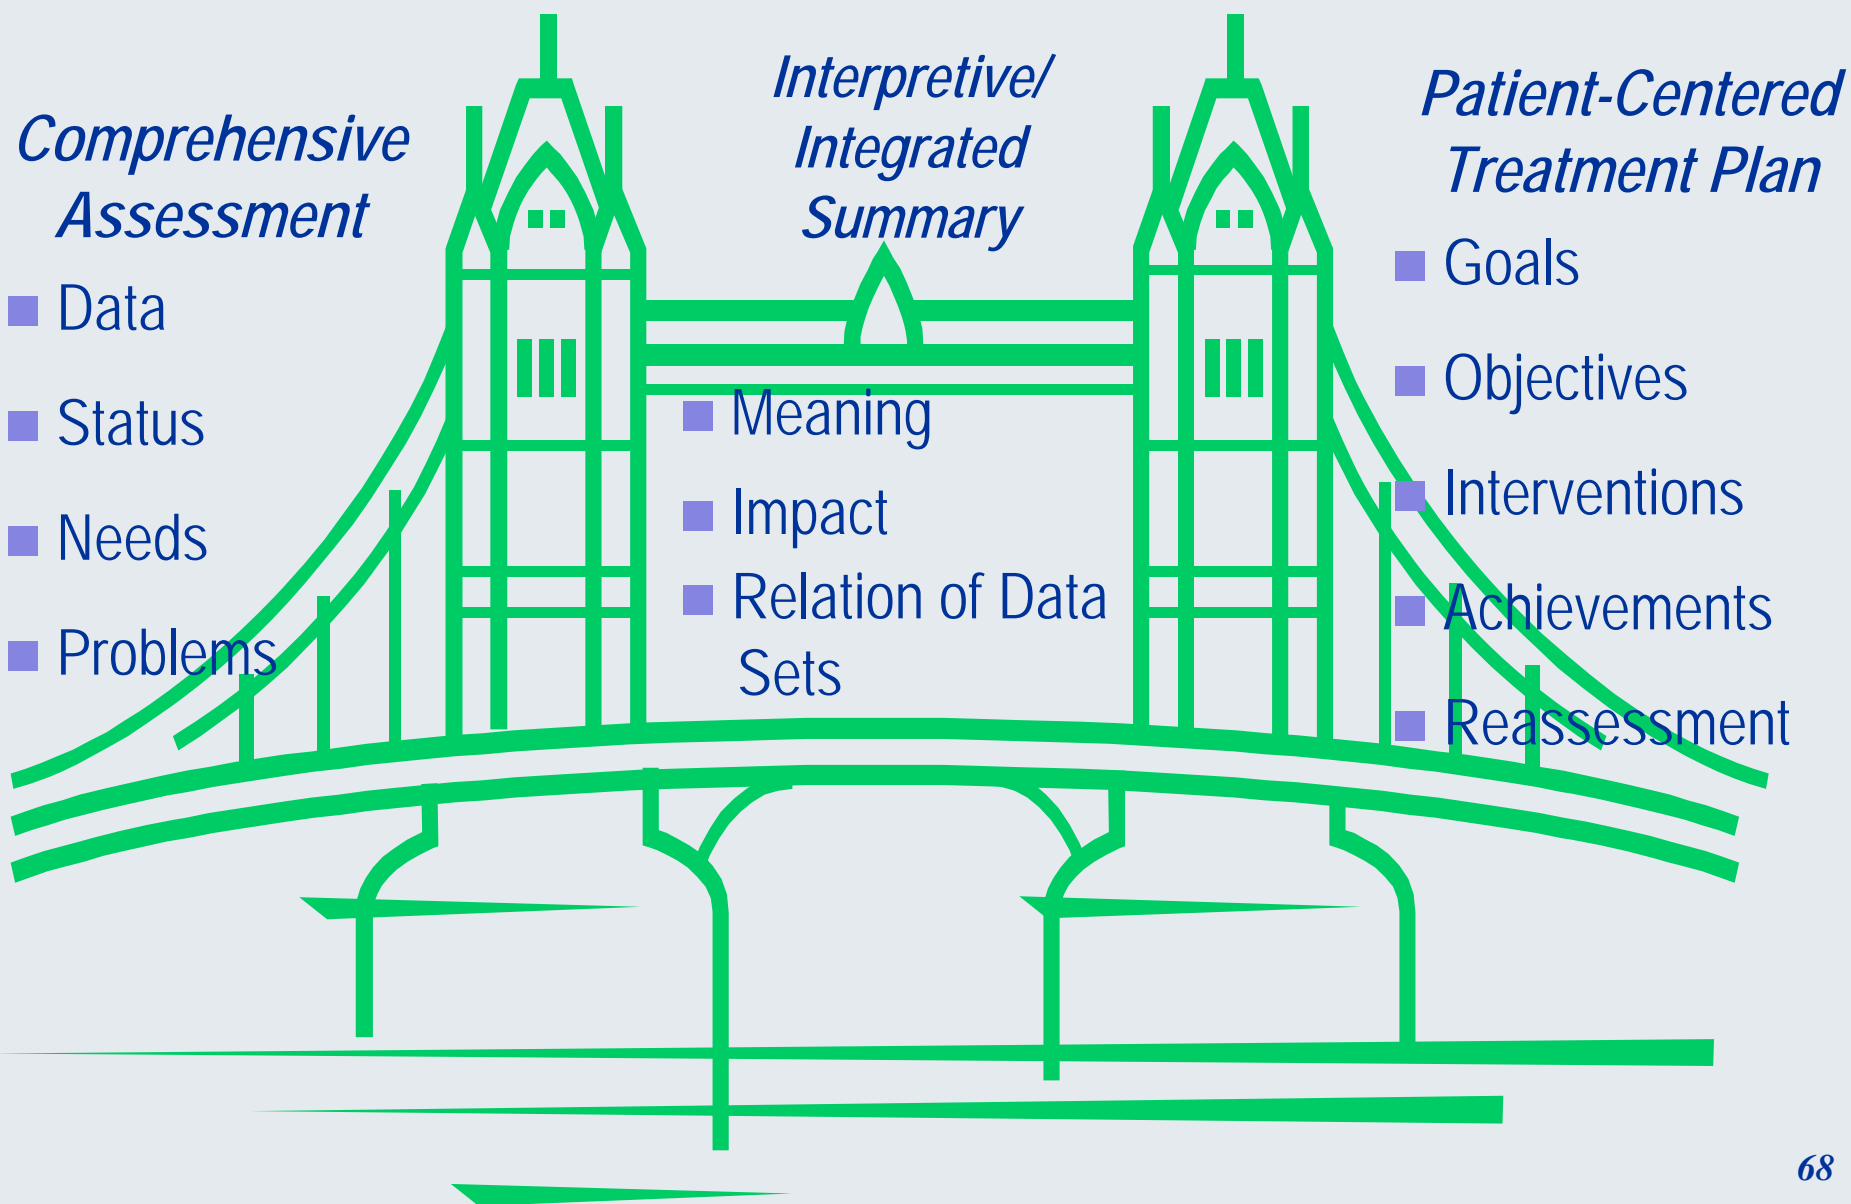 Comprehensive
Assessment
Data
Status
Needs
Problems
Interpretive/
Integrated
Summary
Meaning
Impact
Relation of Data
Sets
Patient-Centered
Treatment Plan
Goals
Objectives
Interventions
Achievements
Reassessment
68